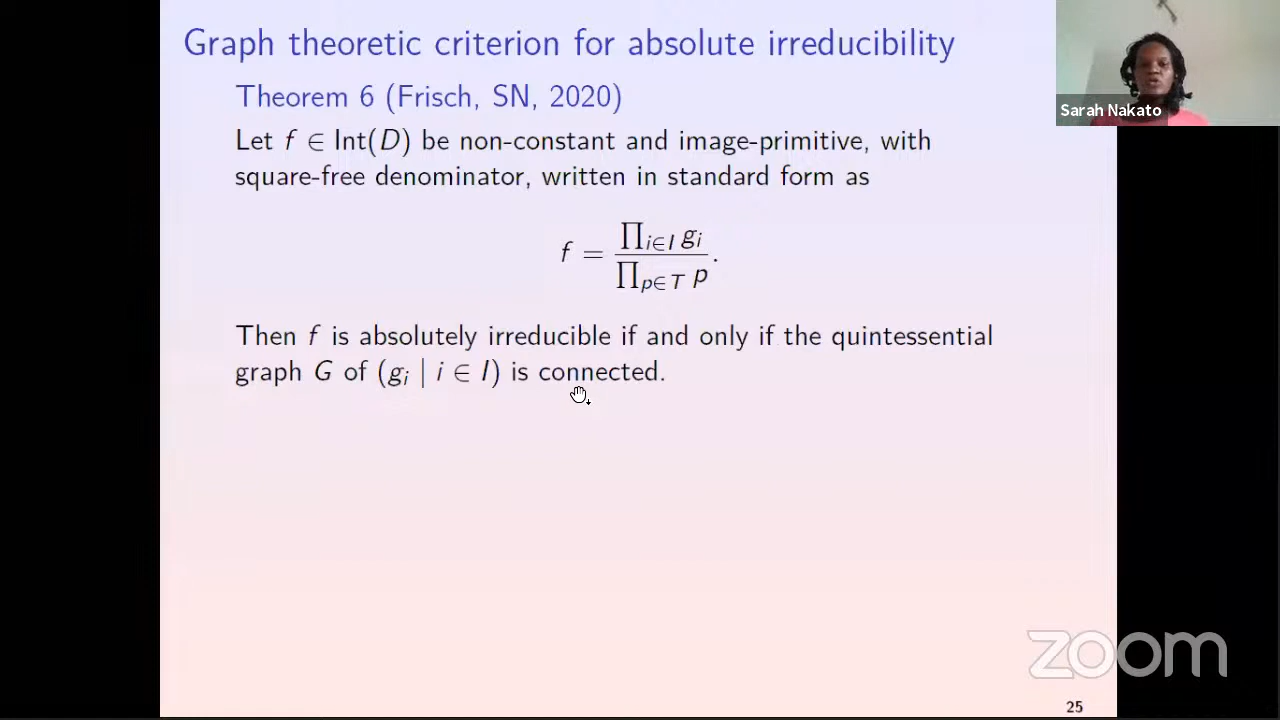 Graph theoretic criterion for absolute irreducibility
Sarah Nakato
Theorem 6 (Frisch, SN, 2020)
Let f ∈ Int(D) be non-constant and image-primitive, with
square-free denominator, written in standard form as
f = ∏_{i∈I} g_i / ∏_{p∈T} p .
Then f is absolutely irreducible if and only if the quintessential
graph G of (g_i | i ∈ I) is connected.
zoom
25